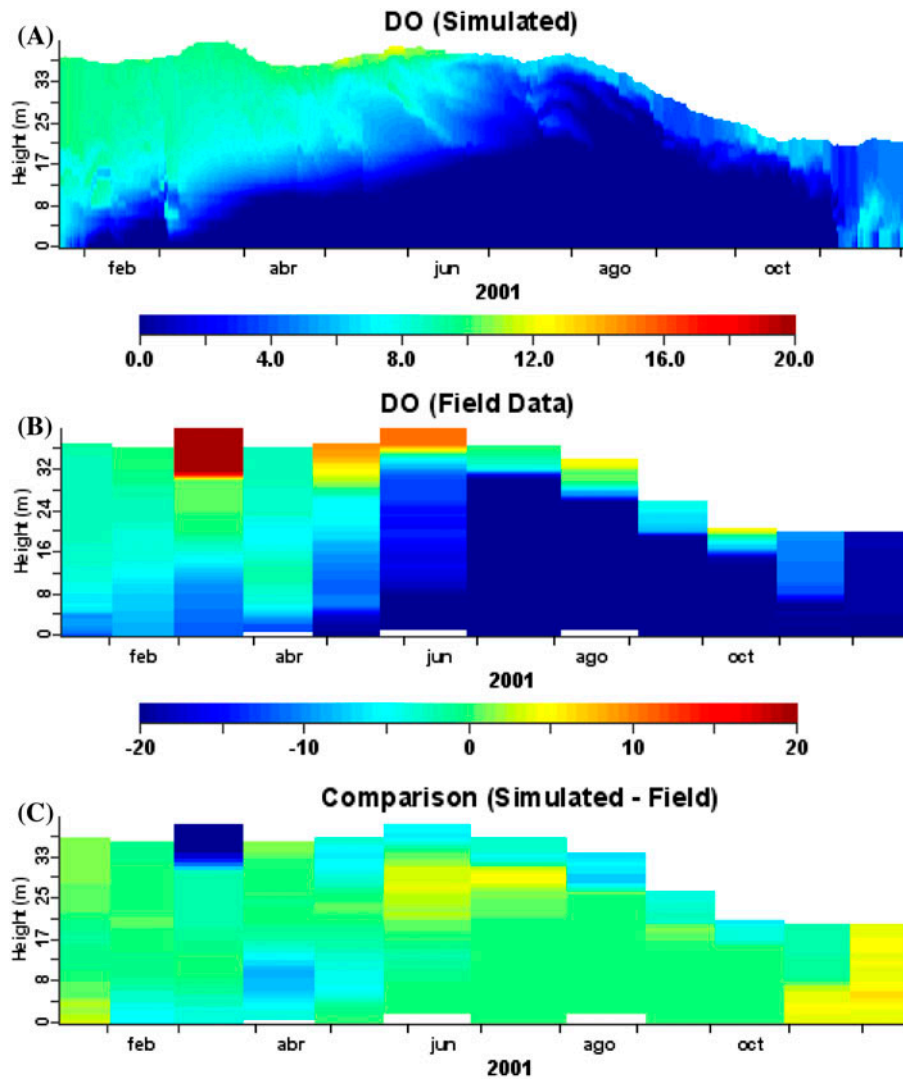 (A)
DO (Simulated)
Height (m)
33
25
17
8
0
feb abr jun ago oct
2001
0.0 4.0 8.0 12.0 16.0 20.0
(B)
DO (Field Data)
Height (m)
32
24
16
8
0
feb abr jun ago oct
2001
-20 -10 0 10 20
(C)
Comparison (Simulated - Field)
Height (m)
33
25
17
8
0
feb abr jun ago oct
2001